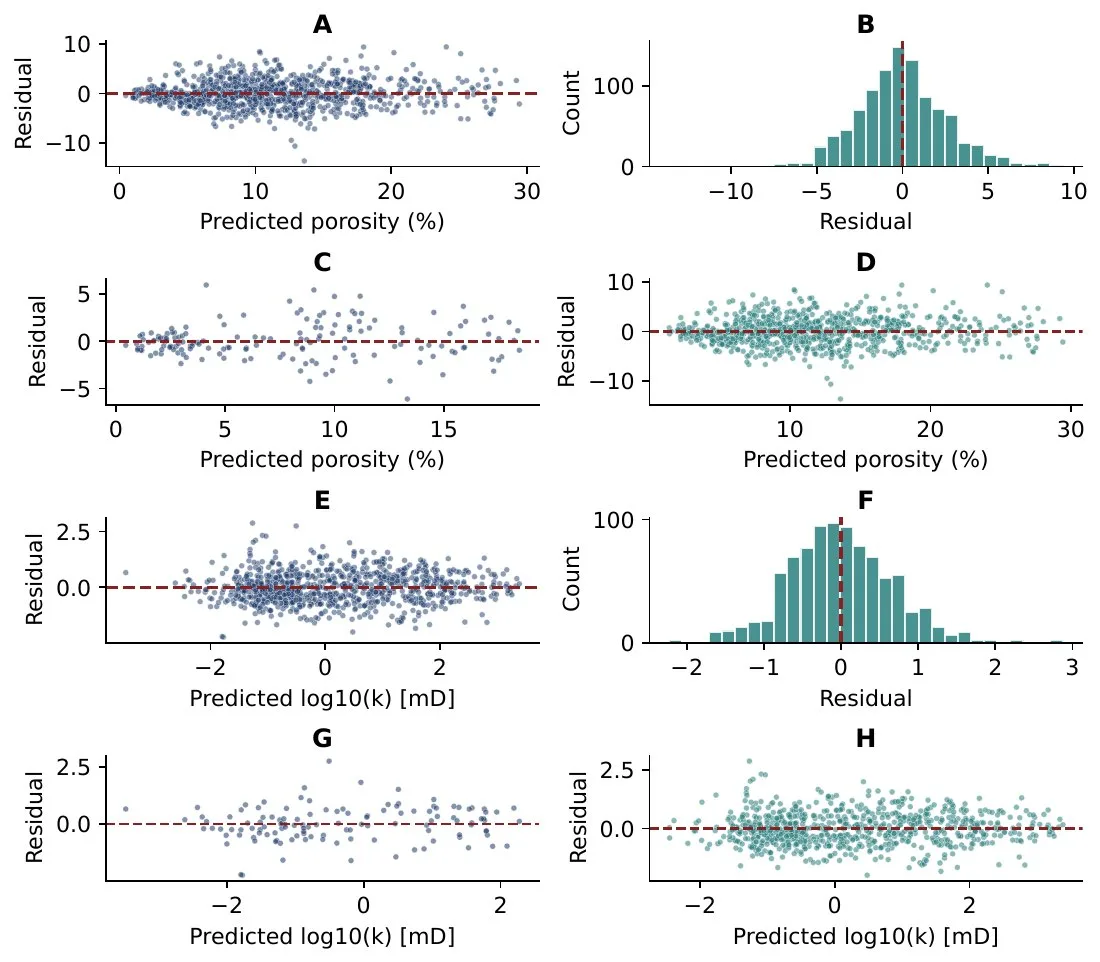 A
Residual
10
0
−10
0 10 20 30
Predicted porosity (%)
B
Count
100
0
−10 −5 0 5 10
Residual
C
Residual
5
0
−5
0 5 10 15
Predicted porosity (%)
D
Residual
10
0
−10
10 20 30
Predicted porosity (%)
E
Residual
2.5
0.0
−2 0 2
Predicted log10(k) [mD]
F
Count
100
0
−2 −1 0 1 2 3
Residual
G
Residual
2.5
0.0
−2 0 2
Predicted log10(k) [mD]
H
Residual
2.5
0.0
−2 0 2
Predicted log10(k) [mD]